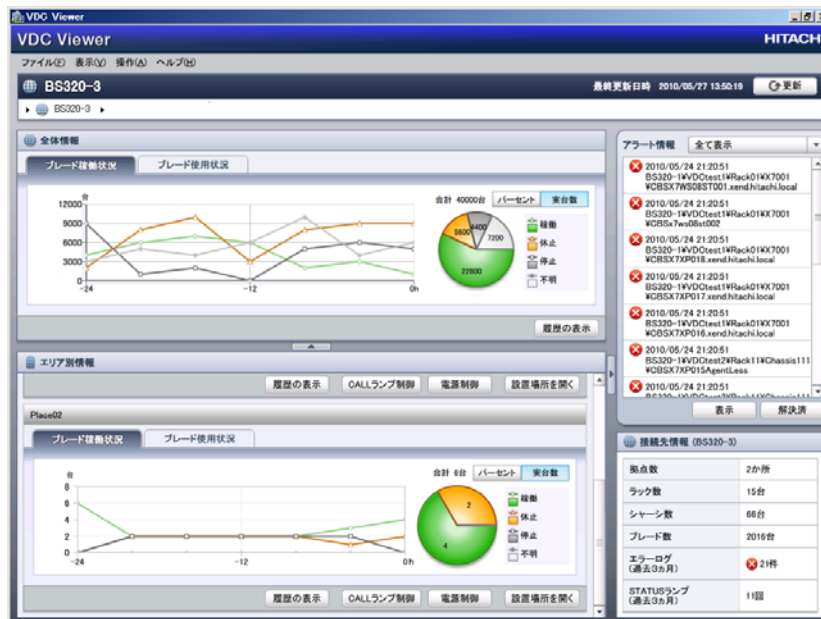 VDC Viewer
VDC Viewer
HITACHI
ファイル(F) 表示(V) 操作(A) ヘルプ(H)
BS320-3
最終更新日時 2010/05/27 13:50:19
更新
BS320-3
全体情報
ブレード稼働状況
ブレード使用状況
台
12000
9000
6000
3000
0
-24
-12
0h
合計 40000台
パーセント
実台数
5600
4400
7200
22800
稼働
休止
停止
不明
履歴の表示
エリア別情報
履歴の表示
CALLランプ制御
電源制御
設置場所を開く
Place02
ブレード稼働状況
ブレード使用状況
台
8
6
4
2
0
-24
-12
0h
合計 6台
パーセント
実台数
2
4
稼働
休止
停止
不明
履歴の表示
CALLランプ制御
電源制御
設置場所を開く
アラート情報
全て表示
2010/05/24 21:20:51
BS320-1¥VDCtest1¥Rack01¥X7001
¥CBSX7WS08ST001.xend.hitachi.local
2010/05/24 21:20:51
BS320-1¥VDCtest1¥Rack01¥X7001
¥CBSx7ws08st002
2010/05/24 21:20:51
BS320-1¥VDCtest1¥Rack01¥X7001
¥CBSX7XP018.xend.hitachi.local
2010/05/24 21:20:51
BS320-1¥VDCtest1¥Rack01¥X7001
¥CBSX7XP017.xend.hitachi.local
2010/05/24 21:20:51
BS320-1¥VDCtest1¥Rack01¥X7001
¥CBSX7XP016.xend.hitachi.local
2010/05/24 21:20:51
BS320-1¥VDCtest2¥Rack11¥Chassis111
¥CBSX7XP015AgentLess
2010/05/24 21:20:51
BS320-1¥VDCtest2¥Rack11¥Chassis111
表示
解決済
接続先情報 (BS320-3)
拠点数 2か所
ラック数 15台
シャーシ数 66台
ブレード数 2016台
エラーログ
(過去3ヵ月)
21件
STATUSランプ
(過去3ヵ月)
11回